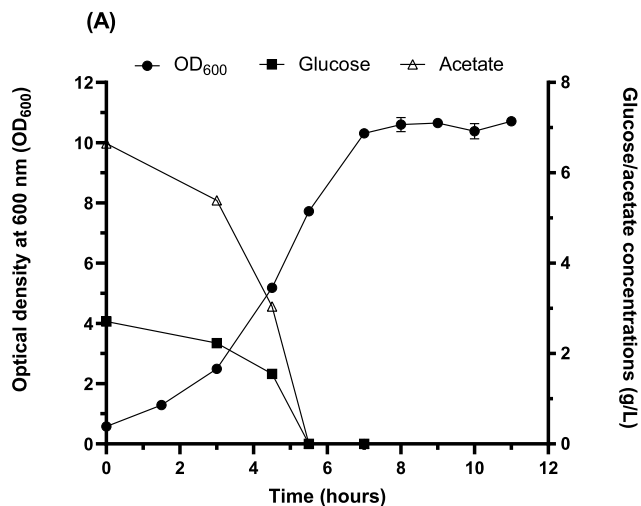 (A)
OD600 Glucose Acetate
Optical density at 600 nm (OD600)
12
10
8
6
4
2
0
0 2 4 6 8 10 12
Time (hours)
8
6
4
2
0
Glucose/acetate concentrations (g/L)